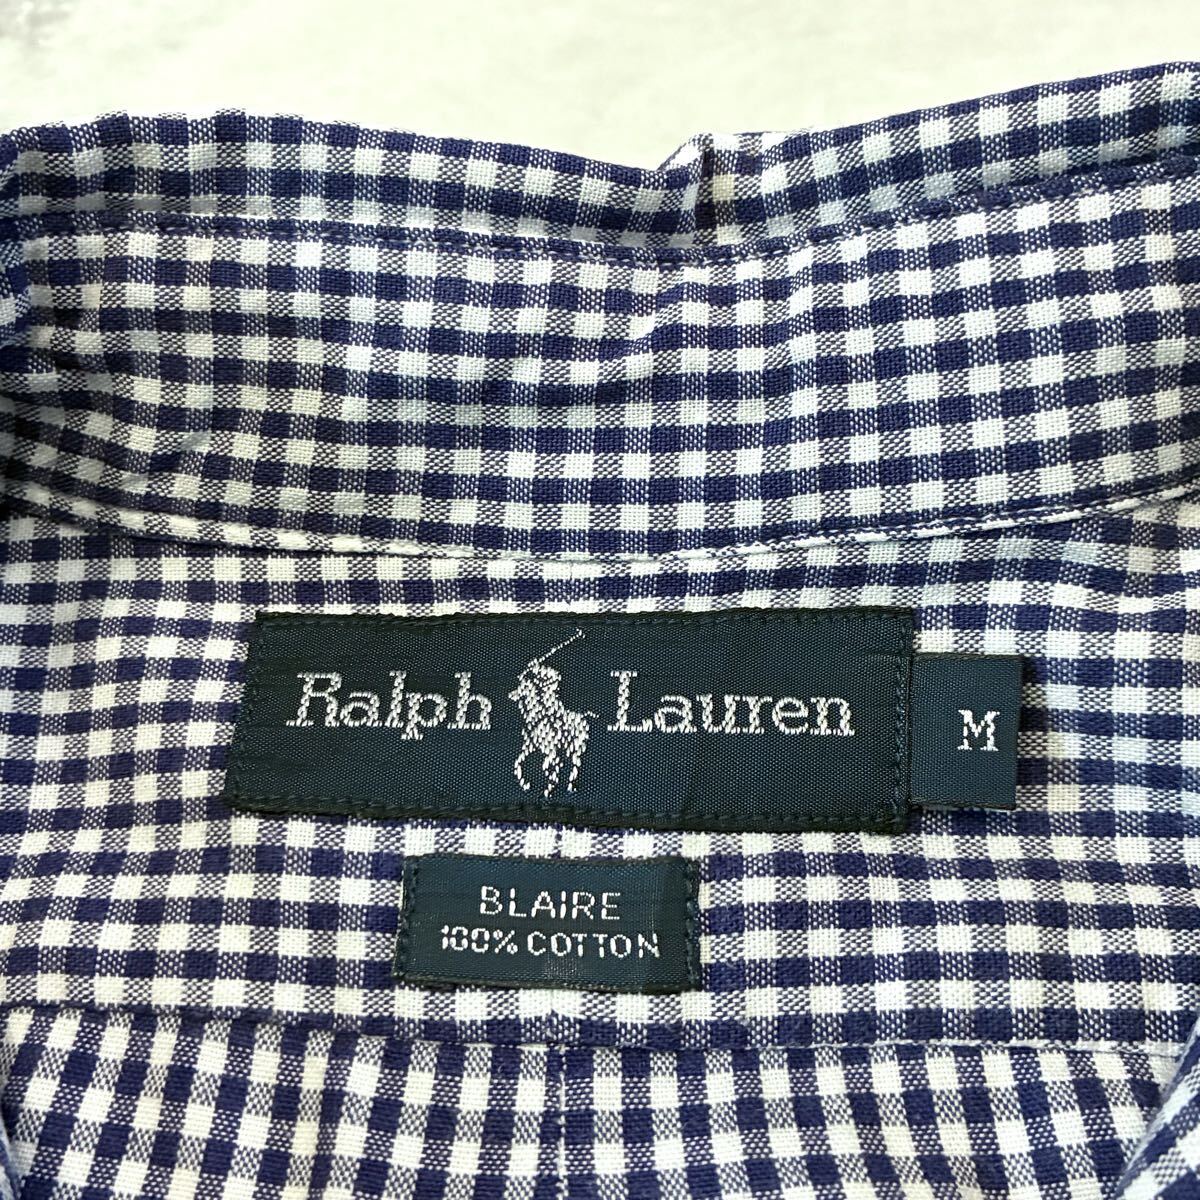 Ralph Lauren
M
BLAIRE
100% COTTON